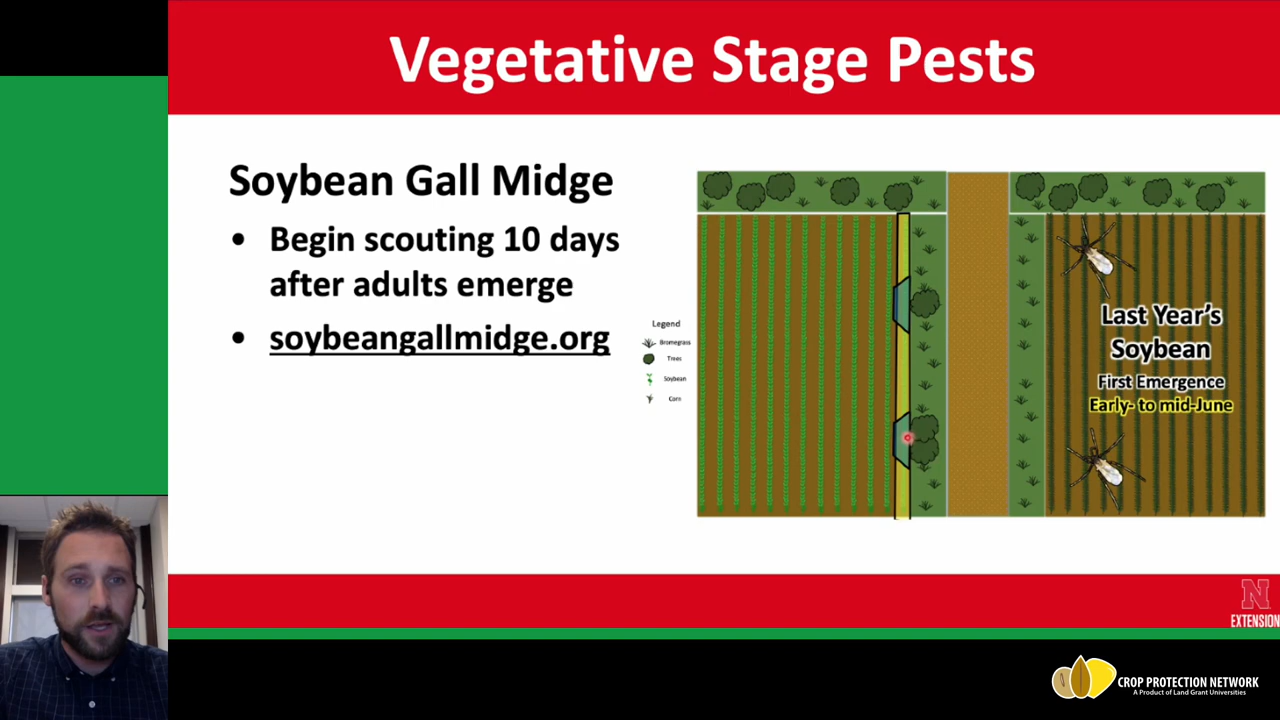 Vegetative Stage Pests
Soybean Gall Midge
• Begin scouting 10 days
after adults emerge
• soybeangallmidge.org
Legend
Bromegrass
Trees
Soybean
Corn
Last Year's
Soybean
First Emergence
Early- to mid-June
N
EXTENSION
CROP PROTECTION NETWORK
A Product of Land Grant Universities